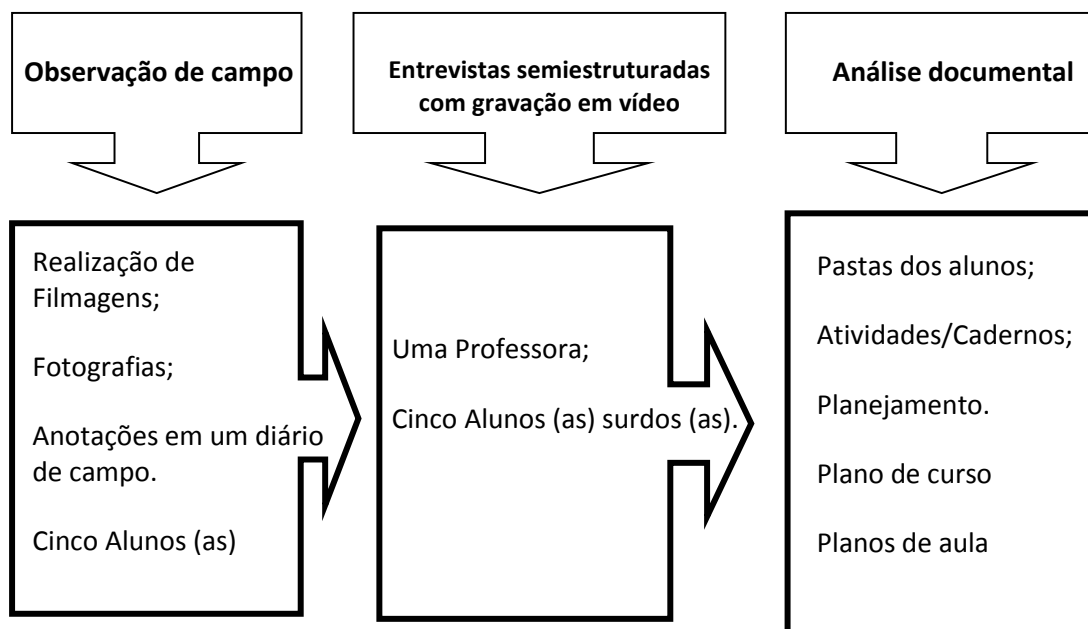 Observação de campo
Entrevistas semiestruturadas
com gravação em vídeo
Análise documental
Realização de
Filmagens;
Fotografias;
Anotações em um diário
de campo.
Cinco Alunos (as)
Uma Professora;
Cinco Alunos (as) surdos (as).
Pastas dos alunos;
Atividades/Cadernos;
Planejamento.
Plano de curso
Planos de aula